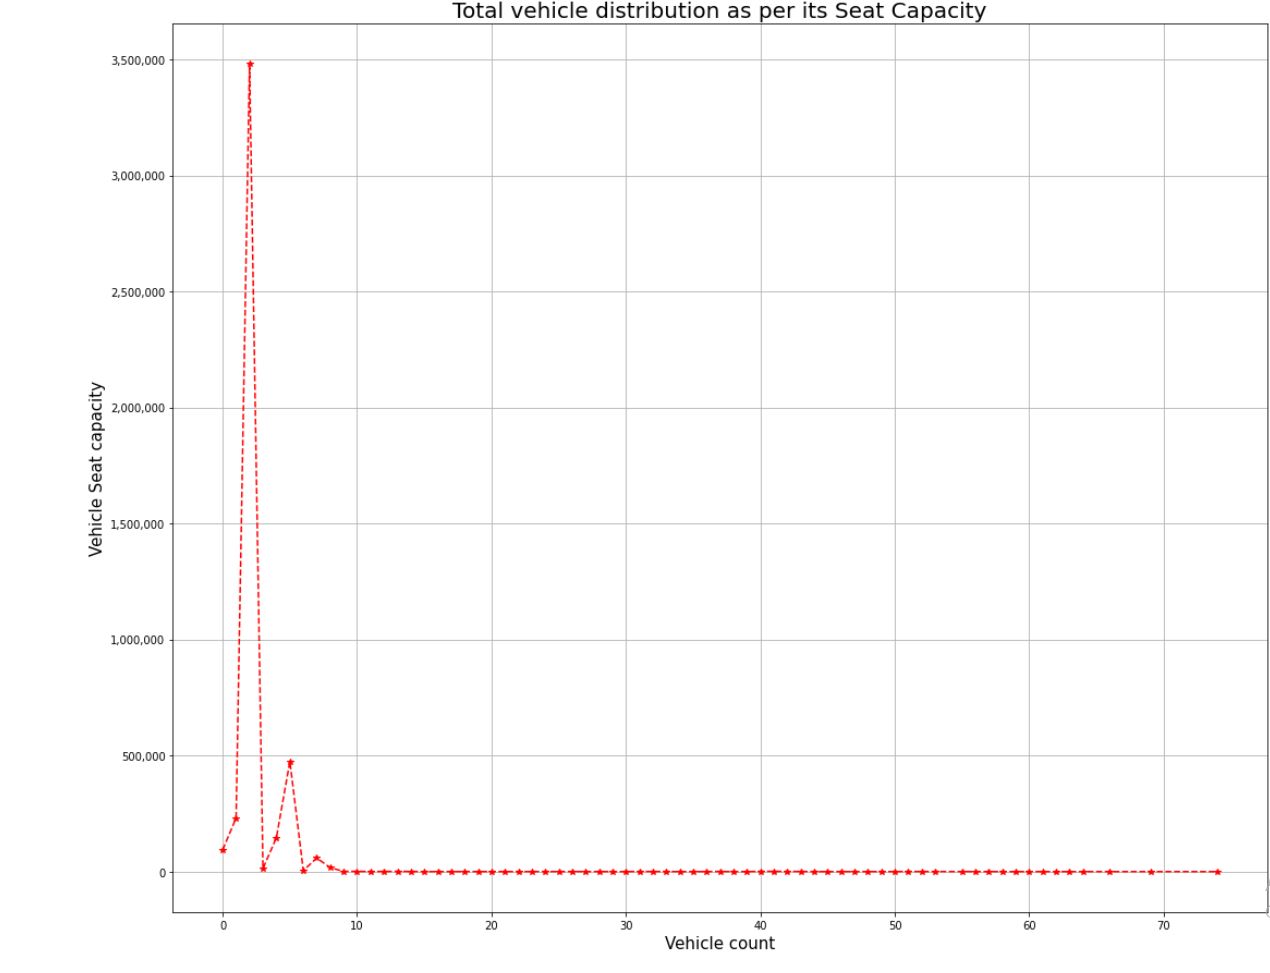 Total vehicle distribution as per its Seat Capacity
3,500,000
3,000,000
2,500,000
2,000,000
1,500,000
1,000,000
500,000
0
Vehicle Seat capacity
0 10 20 30 40 50 60 70
Vehicle count